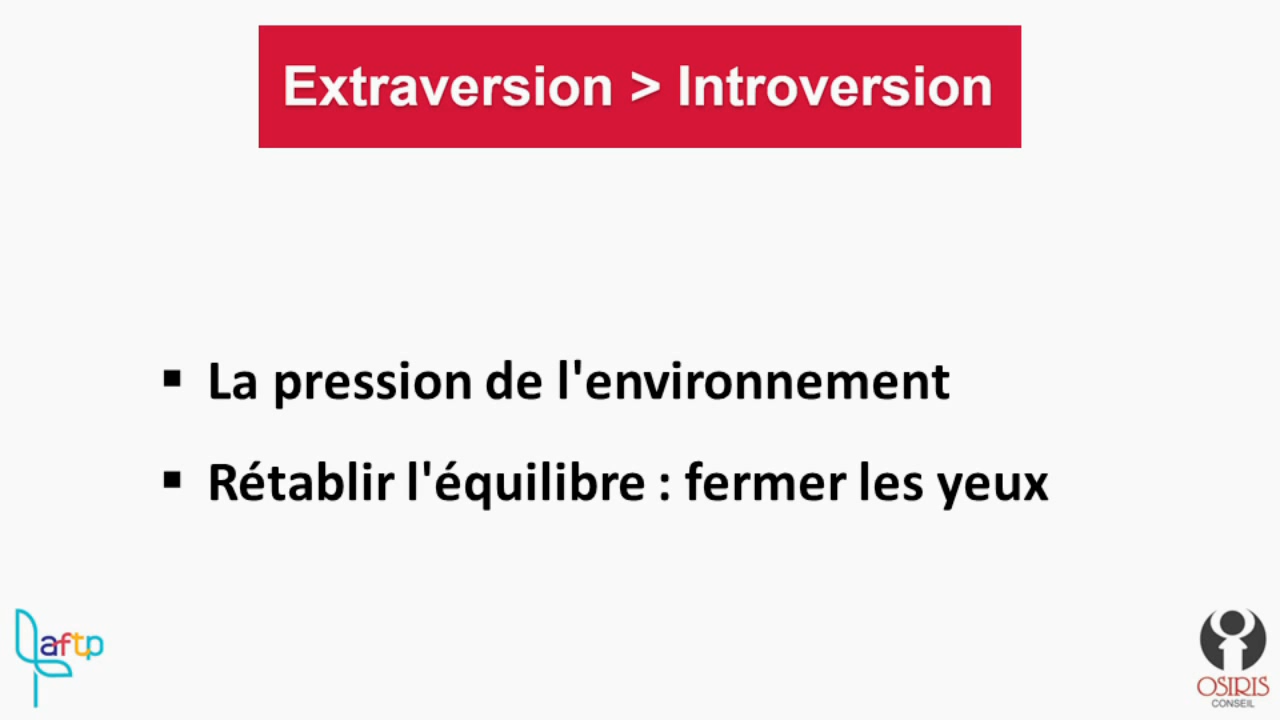 Extraversion > Introversion
▪ La pression de l'environnement
▪ Rétablir l'équilibre : fermer les yeux
aftp
OSIRIS
CONSEIL